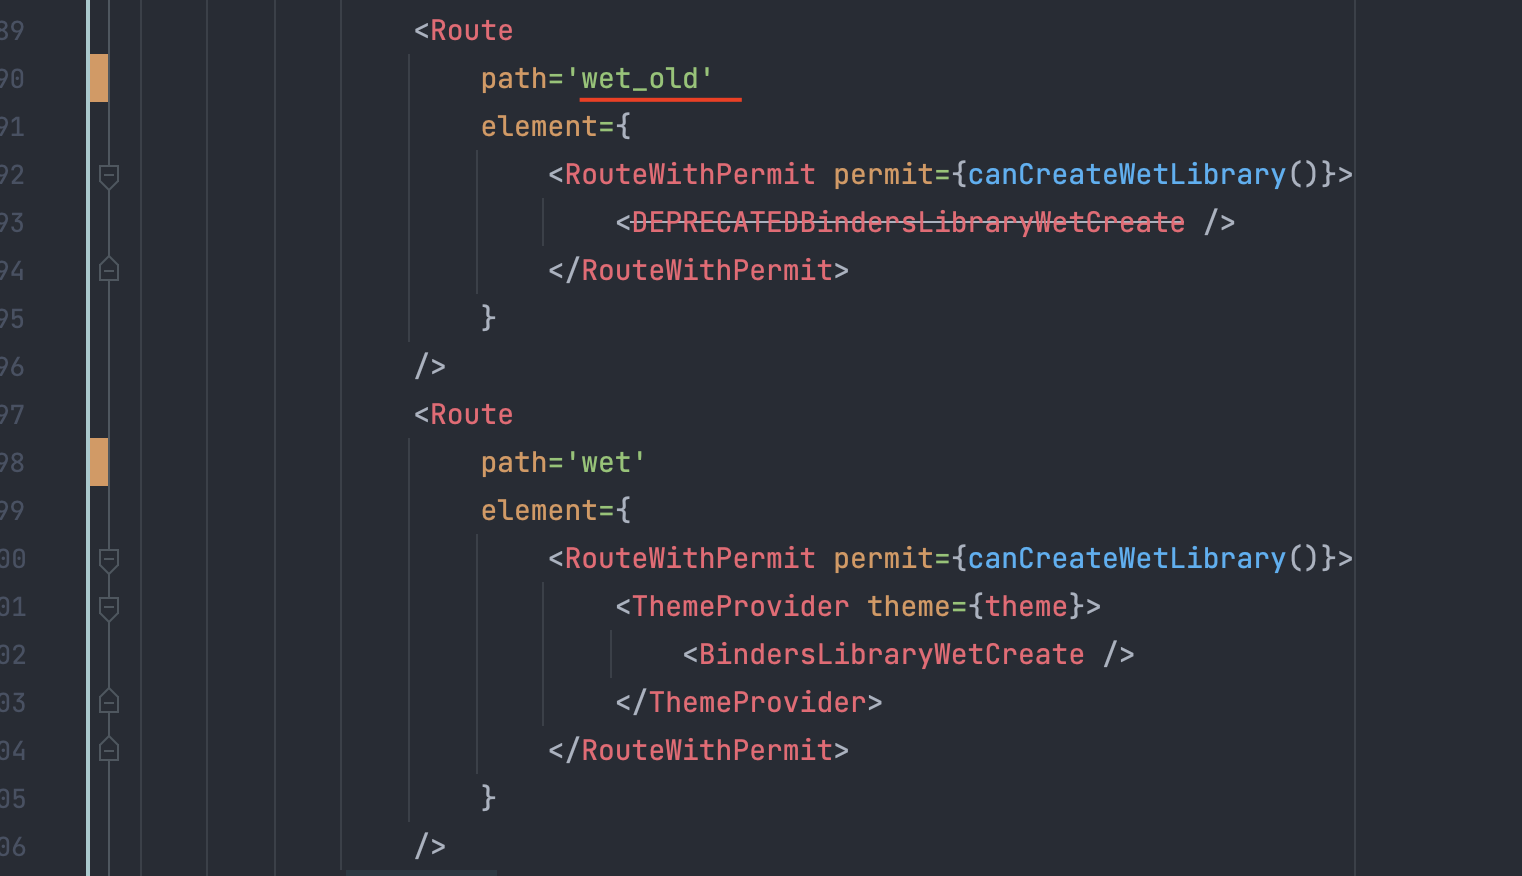 89 <Route
90 path='wet_old'
91 element={
92 <RouteWithPermit permit={canCreateWetLibrary()}>
93 <DEPRECATEDBindersLibraryWetCreate />
94 </RouteWithPermit>
95 }
96 />
97 <Route
98 path='wet'
99 element={
00 <RouteWithPermit permit={canCreateWetLibrary()}>
01 <ThemeProvider theme={theme}>
02 <BindersLibraryWetCreate />
03 </ThemeProvider>
04 </RouteWithPermit>
05 }
06 />